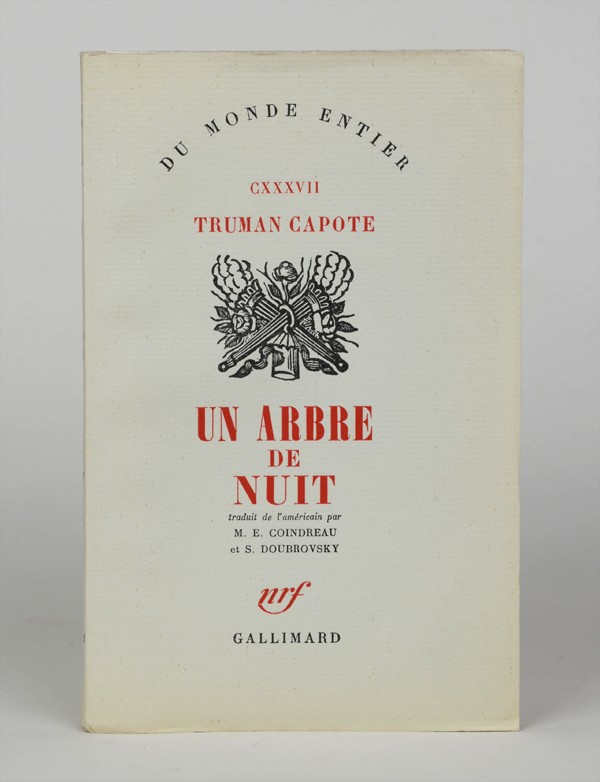 DU MONDE ENTIER
CXXXVII
TRUMAN CAPOTE
UN ARBRE
DE
NUIT
traduit de l'américain par
M. E. COINDREAU
et S. DOUBROVSKY
nrf
GALLIMARD